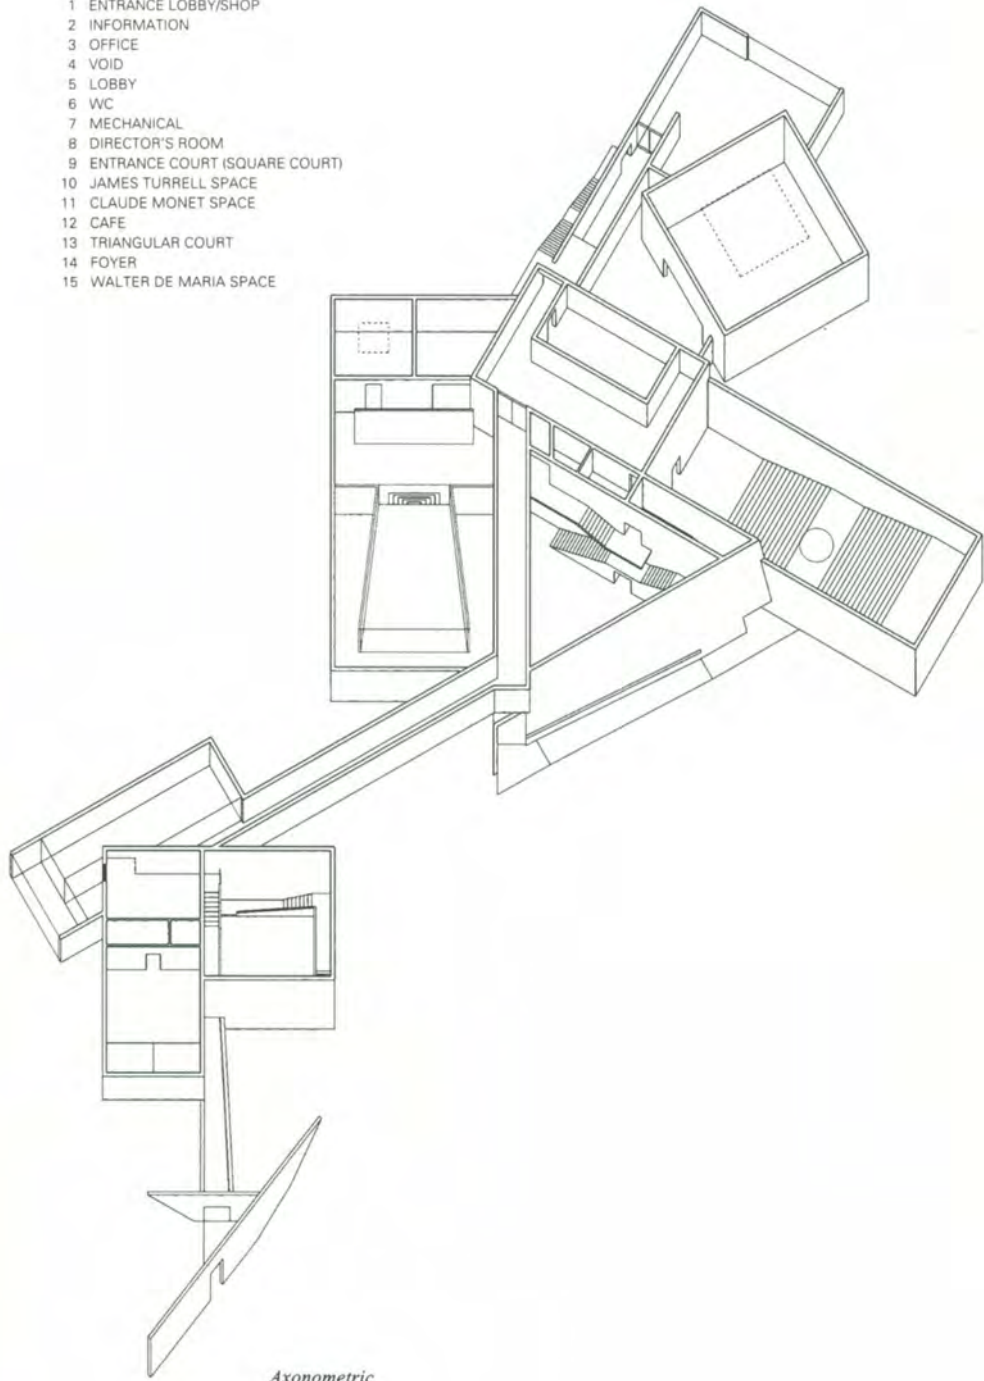 1 ENTRANCE LOBBY/SHOP
2 INFORMATION
3 OFFICE
4 VOID
5 LOBBY
6 WC
7 MECHANICAL
8 DIRECTOR'S ROOM
9 ENTRANCE COURT (SQUARE COURT)
10 JAMES TURRELL SPACE
11 CLAUDE MONET SPACE
12 CAFE
13 TRIANGULAR COURT
14 FOYER
15 WALTER DE MARIA SPACE
Axonometric